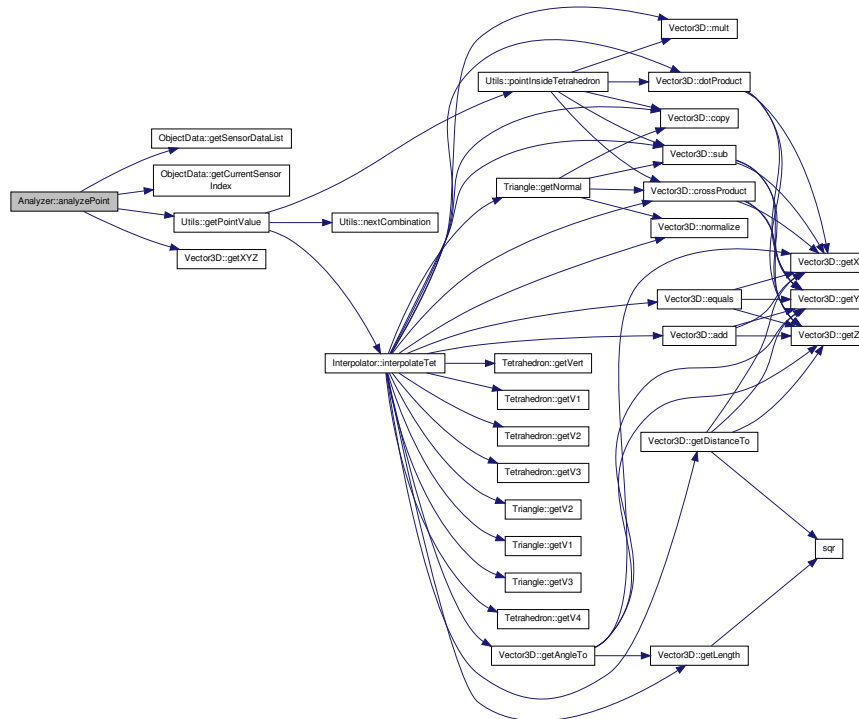 Vector3D::mult
Utils::pointInsideTetrahedron
Vector3D::dotProduct
Vector3D::copy
ObjectData::getSensorDataList
Vector3D::sub
ObjectData::getCurrentSensor
Index
Triangle::getNormal
Vector3D::crossProduct
Analyzer::analyzePoint
Utils::getPointValue
Utils::nextCombination
Vector3D::normalize
Vector3D::getXYZ
Vector3D::getX
Vector3D::equals
Vector3D::getY
Vector3D::add
Vector3D::getZ
Interpolator::interpolateTet
Tetrahedron::getVert
Tetrahedron::getV1
Tetrahedron::getV2
Vector3D::getDistanceTo
Tetrahedron::getV3
Triangle::getV2
Triangle::getV1
sqr
Triangle::getV3
Tetrahedron::getV4
Vector3D::getAngleTo
Vector3D::getLength